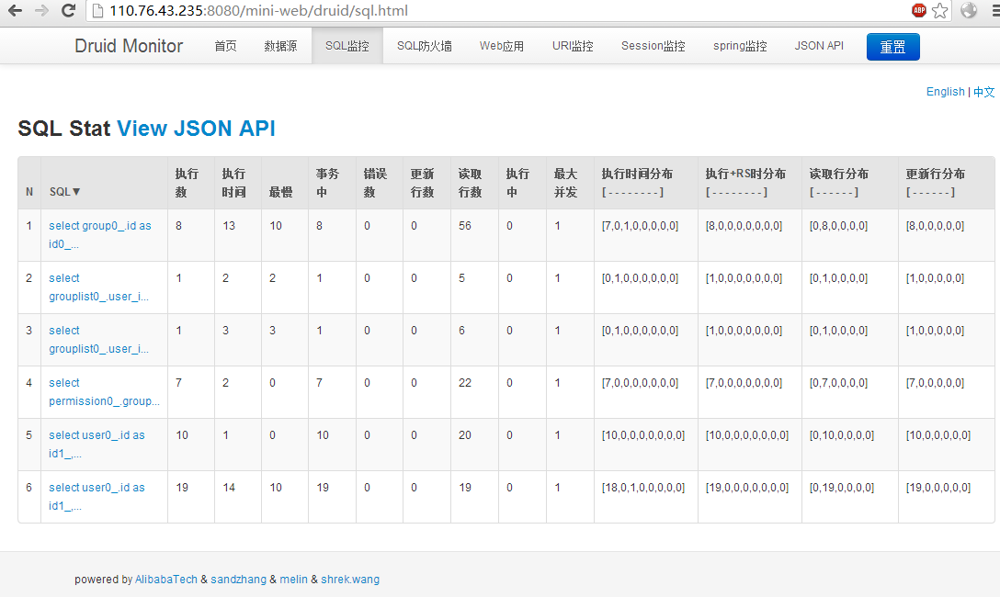 110.76.43.235:8080/mini-web/druid/sql.html
ABP
Druid Monitor 首页 数据源 SQL监控 SQL防火墙 Web应用 URI监控 Session监控 spring监控 JSON API 重置
English | 中文
SQL Stat View JSON API
N SQL▼ 执行数 执行时间 最慢 事务中 错误数 更新行数 读取行数 执行中 最大并发 执行时间分布 [--------] 执行+RS时分布 [--------] 读取行分布 [------] 更新行分布 [------]
1 select group0_.id as id0_... 8 13 10 8 0 0 56 0 1 [7,0,1,0,0,0,0,0] [8,0,0,0,0,0,0,0] [0,8,0,0,0,0] [8,0,0,0,0,0]
2 select grouplist0_.user_i... 1 2 2 1 0 0 5 0 1 [0,1,0,0,0,0,0,0] [1,0,0,0,0,0,0,0] [0,1,0,0,0,0] [1,0,0,0,0,0]
3 select grouplist0_.user_i... 1 3 3 1 0 0 6 0 1 [0,1,0,0,0,0,0,0] [1,0,0,0,0,0,0,0] [0,1,0,0,0,0] [1,0,0,0,0,0]
4 select permission0_.group... 7 2 0 7 0 0 22 0 1 [7,0,0,0,0,0,0,0] [7,0,0,0,0,0,0,0] [0,7,0,0,0,0] [7,0,0,0,0,0]
5 select user0_.id as id1_,... 10 1 0 10 0 0 20 0 1 [10,0,0,0,0,0,0,0] [10,0,0,0,0,0,0,0] [0,10,0,0,0,0] [10,0,0,0,0,0]
6 select user0_.id as id1_,... 19 14 10 19 0 0 19 0 1 [18,0,1,0,0,0,0,0] [19,0,0,0,0,0,0,0] [0,19,0,0,0,0] [19,0,0,0,0,0]
powered by AlibabaTech & sandzhang & melin & shrek.wang